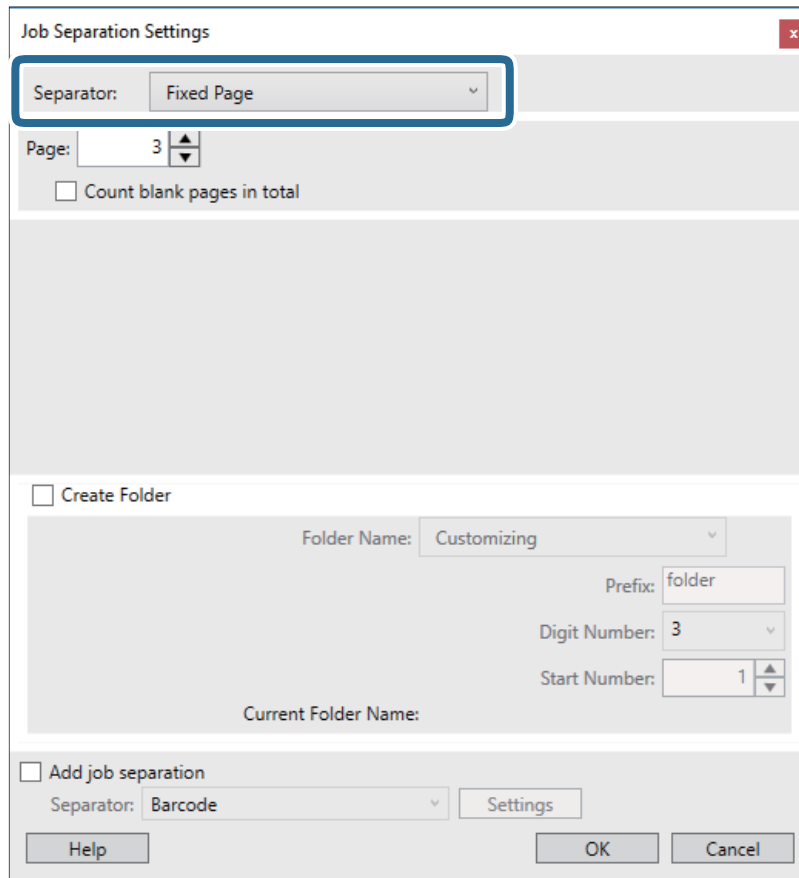 Job Separation Settings x
Separator: Fixed Page
Page: 3
Count blank pages in total
Create Folder
Folder Name: Customizing
Prefix: folder
Digit Number: 3
Start Number: 1
Current Folder Name:
Add job separation
Separator: Barcode Settings
Help OK Cancel